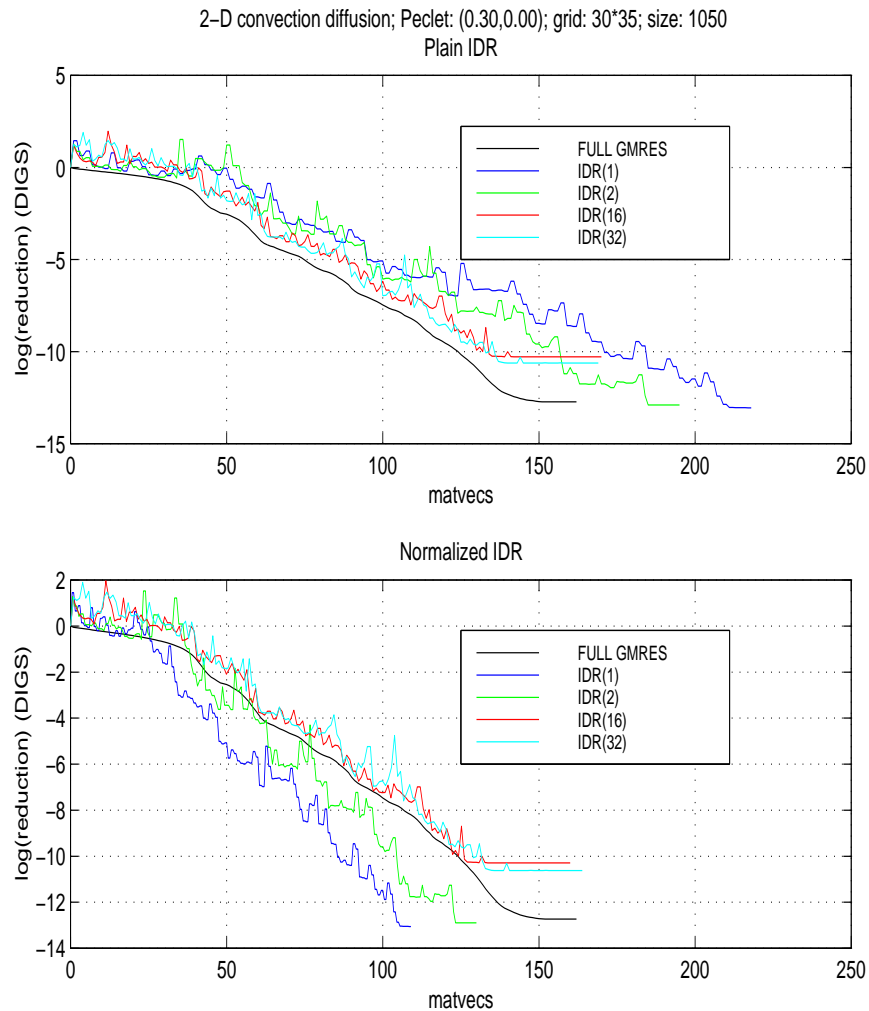 2-D convection diffusion; Peclet: (0.30,0.00); grid: 30*35; size: 1050
Plain IDR
5
0
-5
-10
-15
log(reduction) (DIGS)
FULL GMRES
IDR(1)
IDR(2)
IDR(16)
IDR(32)
0 50 100 150 200 250
matvecs
Normalized IDR
2
0
-2
-4
-6
-8
-10
-12
-14
log(reduction) (DIGS)
FULL GMRES
IDR(1)
IDR(2)
IDR(16)
IDR(32)
0 50 100 150 200 250
matvecs